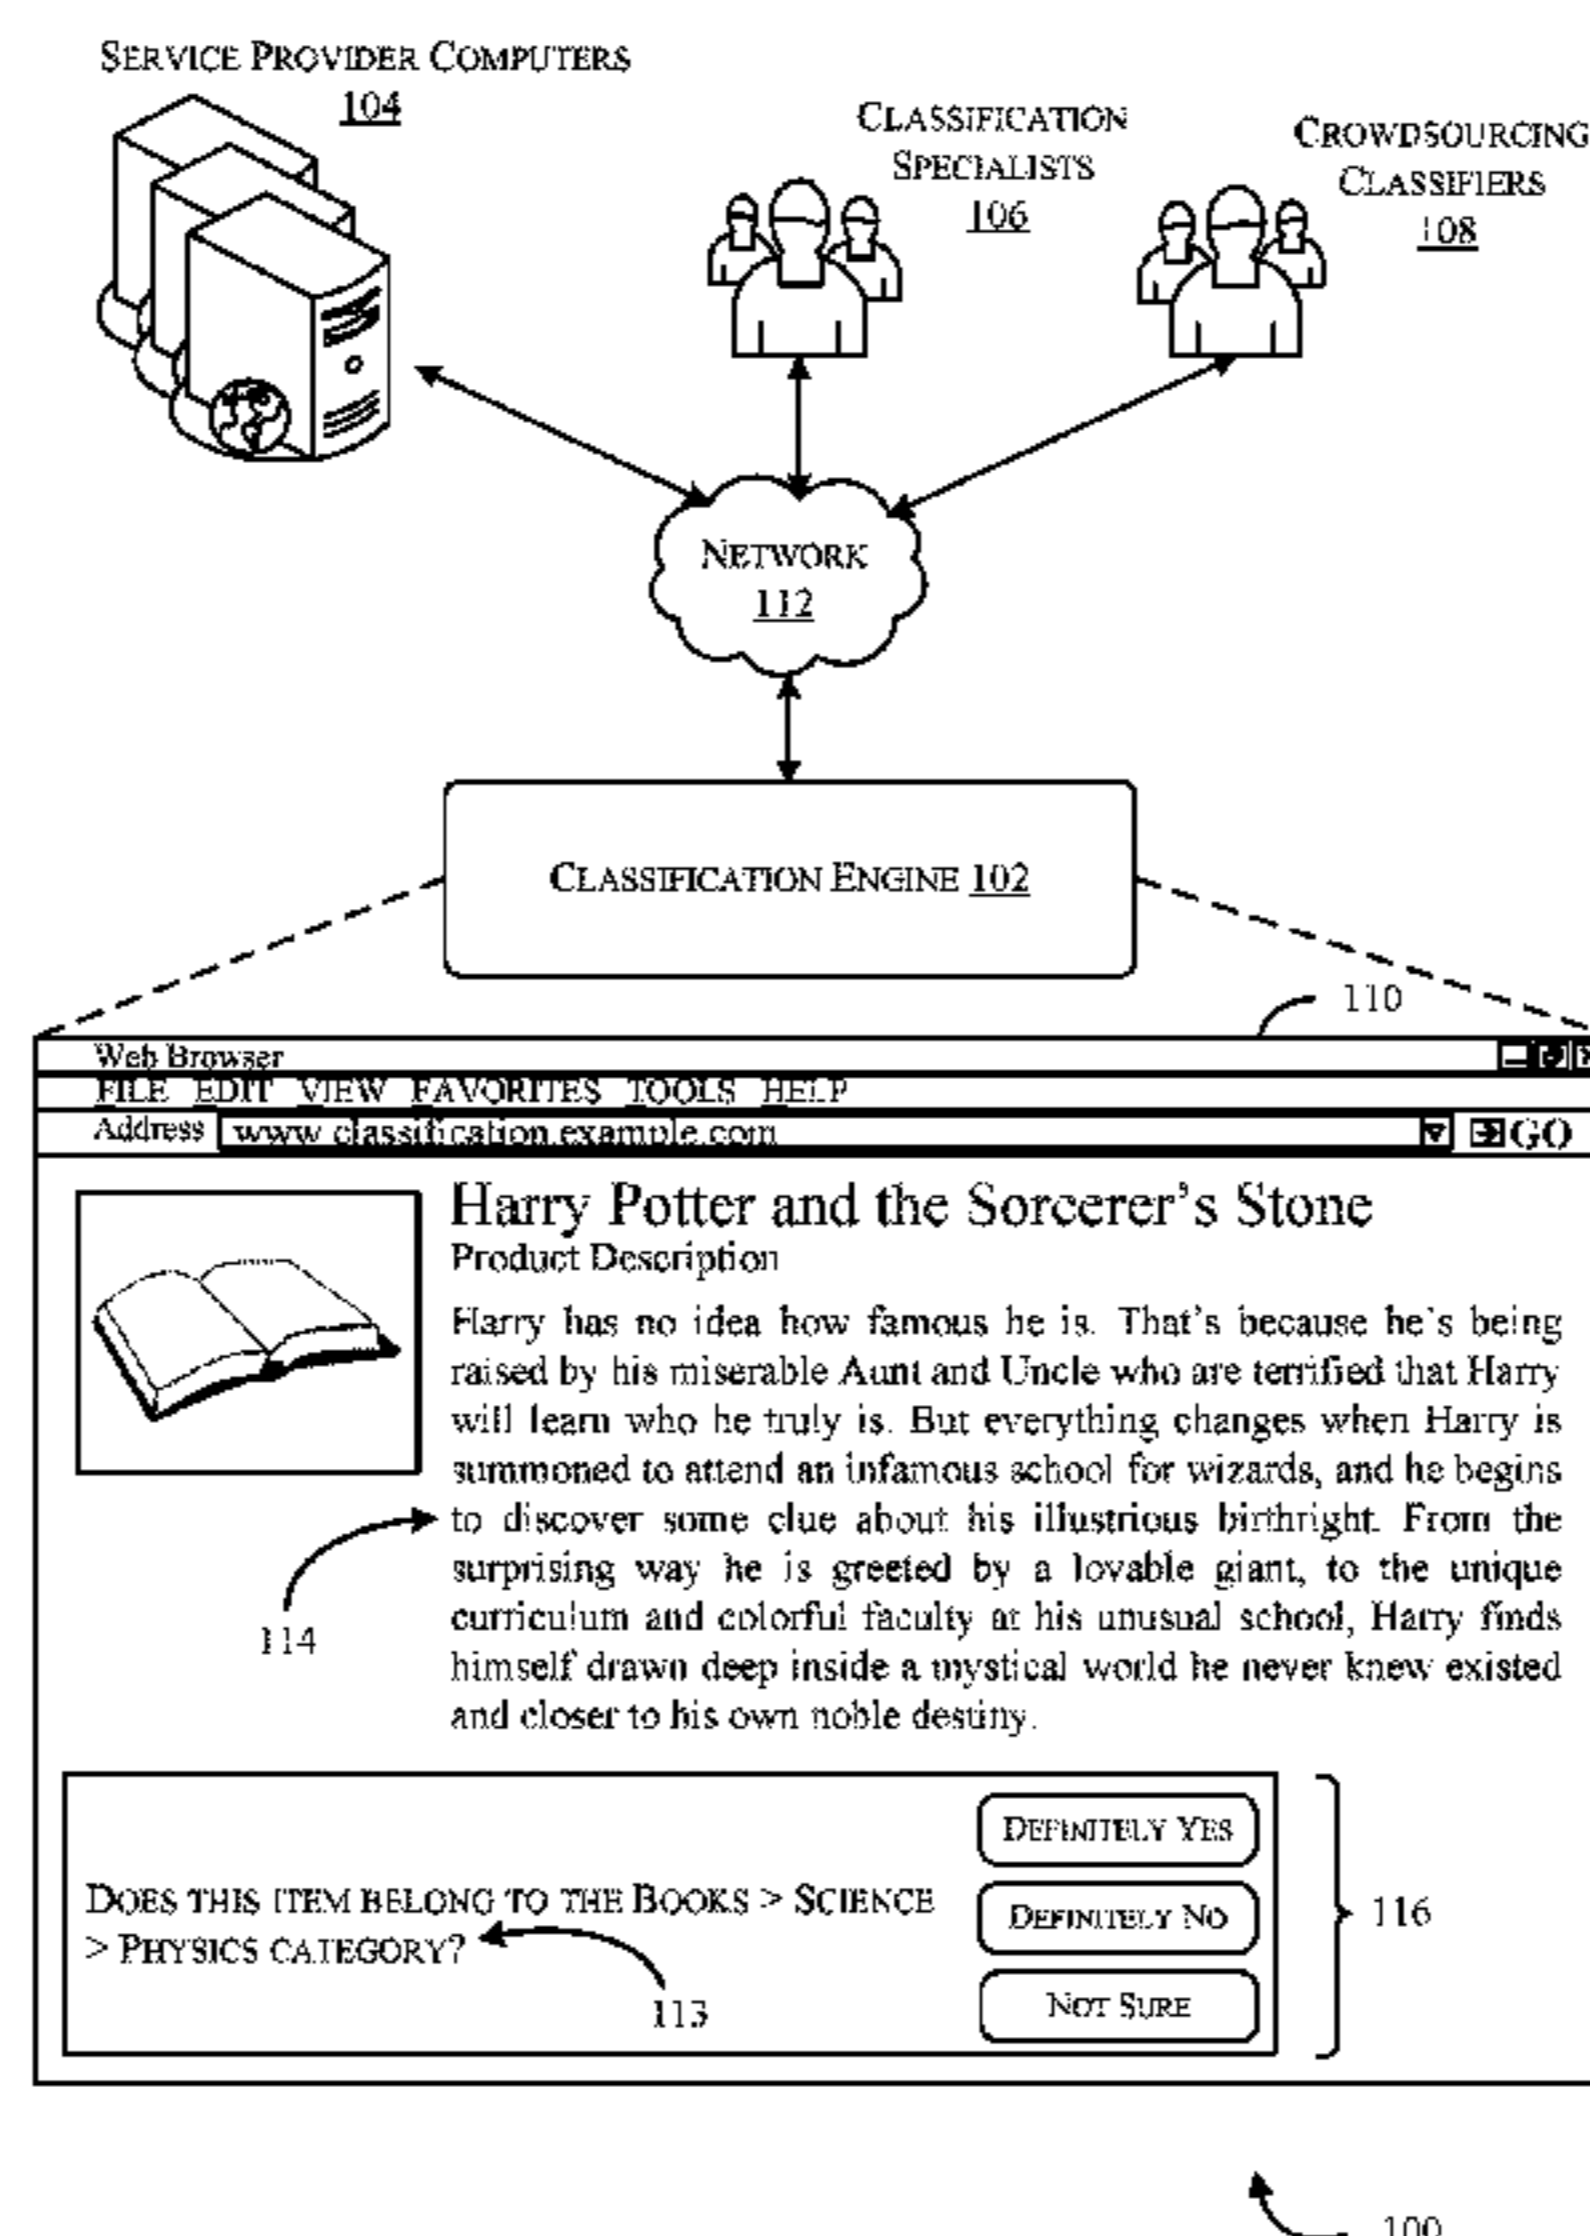 SERVICE PROVIDER COMPUTERS
104
CLASSIFICATION
SPECIALISTS
106
CROWDSOURCING
CLASSIFIERS
108
NETWORK
112
CLASSIFICATION ENGINE 102
110
Web Browser
FILE EDIT VIEW FAVORITES TOOLS HELP
Address www.classification.example.com GO
Harry Potter and the Sorcerer's Stone
Product Description
Harry has no idea how famous he is. That's because he's being
raised by his miserable Aunt and Uncle who are terrified that Harry
will learn who he truly is. But everything changes when Harry is
summoned to attend an infamous school for wizards, and he begins
to discover some clue about his illustrious birthright. From the
surprising way he is greeted by a lovable giant, to the unique
curriculum and colorful faculty at his unusual school, Harry finds
himself drawn deep inside a mystical world he never knew existed
and closer to his own noble destiny.
114
DOES THIS ITEM BELONG TO THE BOOKS > SCIENCE
> PHYSICS CATEGORY?
113
DEFINITELY YES
DEFINITELY NO
NOT SURE
116
100